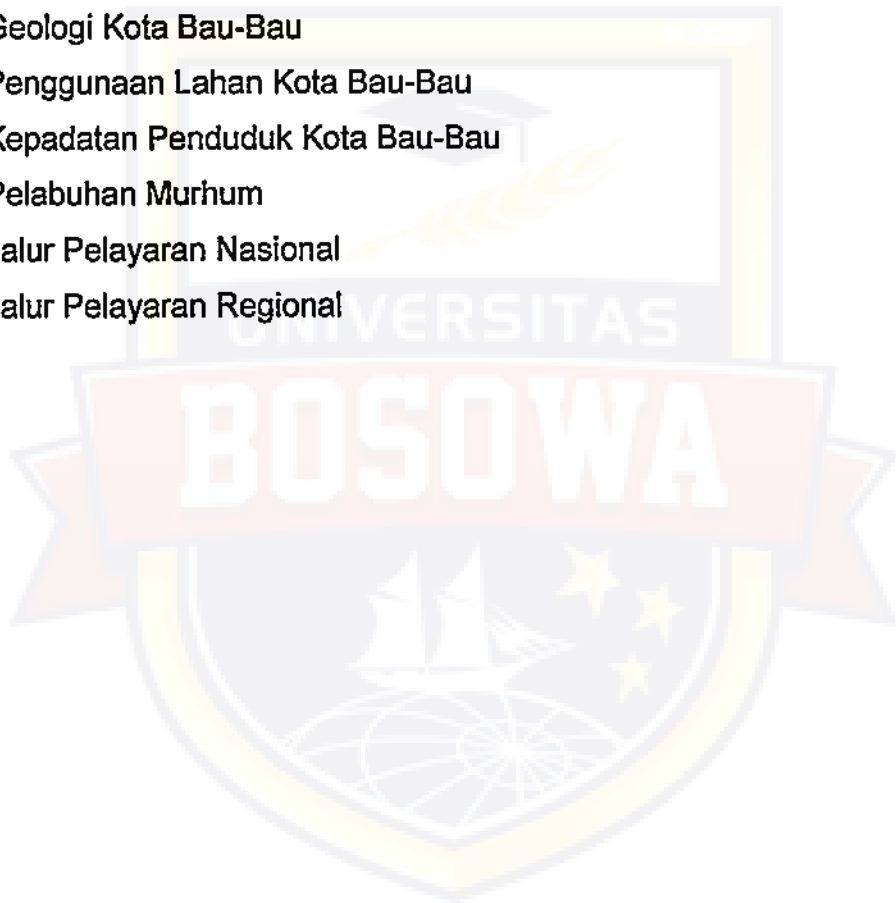 Geologi Kota Bau-Bau
Penggunaan Lahan Kota Bau-Bau
Kepadatan Penduduk Kota Bau-Bau
Pelabuhan Murhum
alur Pelayaran Nasional
alur Pelayaran Regional
UNIVERSITAS
BOSOWA